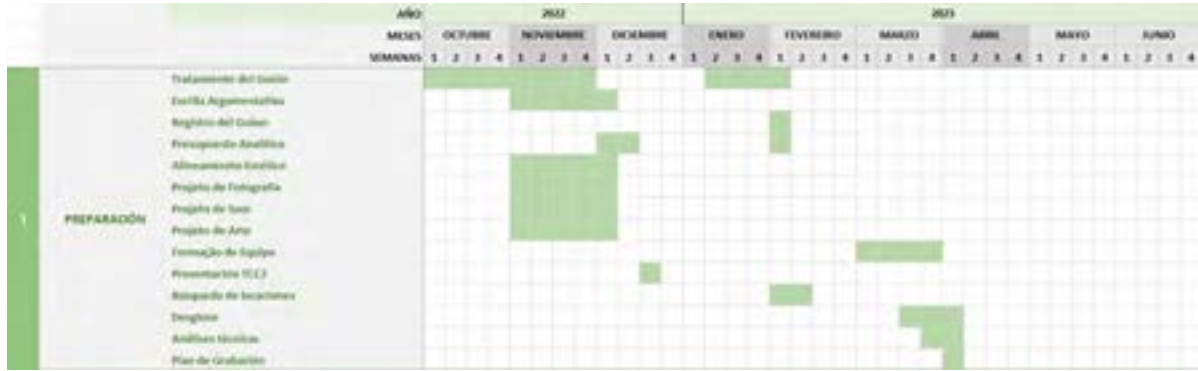 AÑO 2022 2023
MESES OCTUBRE NOVIEMBRE DICIEMBRE ENERO FEVEREIRO MARZO ABRIL MAYO JUNIO
SEMANAS 1 2 3 4 1 2 3 4 1 2 3 4 1 2 3 4 1 2 3 4 1 2 3 4 1 2 3 4 1 2 3 4 1 2 3 4
1 PREPARACIÓN
Tratamiento del Guión
Escrita Argumentativa
Registro del Guion
Presupuesto Analítico
Alineamiento Estético
Projeto de Fotografía
Projeto de Som
Projeto de Arte
Formação de Equipe
Presentación TCC2
Búsqueda de locaciones
Desglose
Análises técnicas
Plan de Grabación